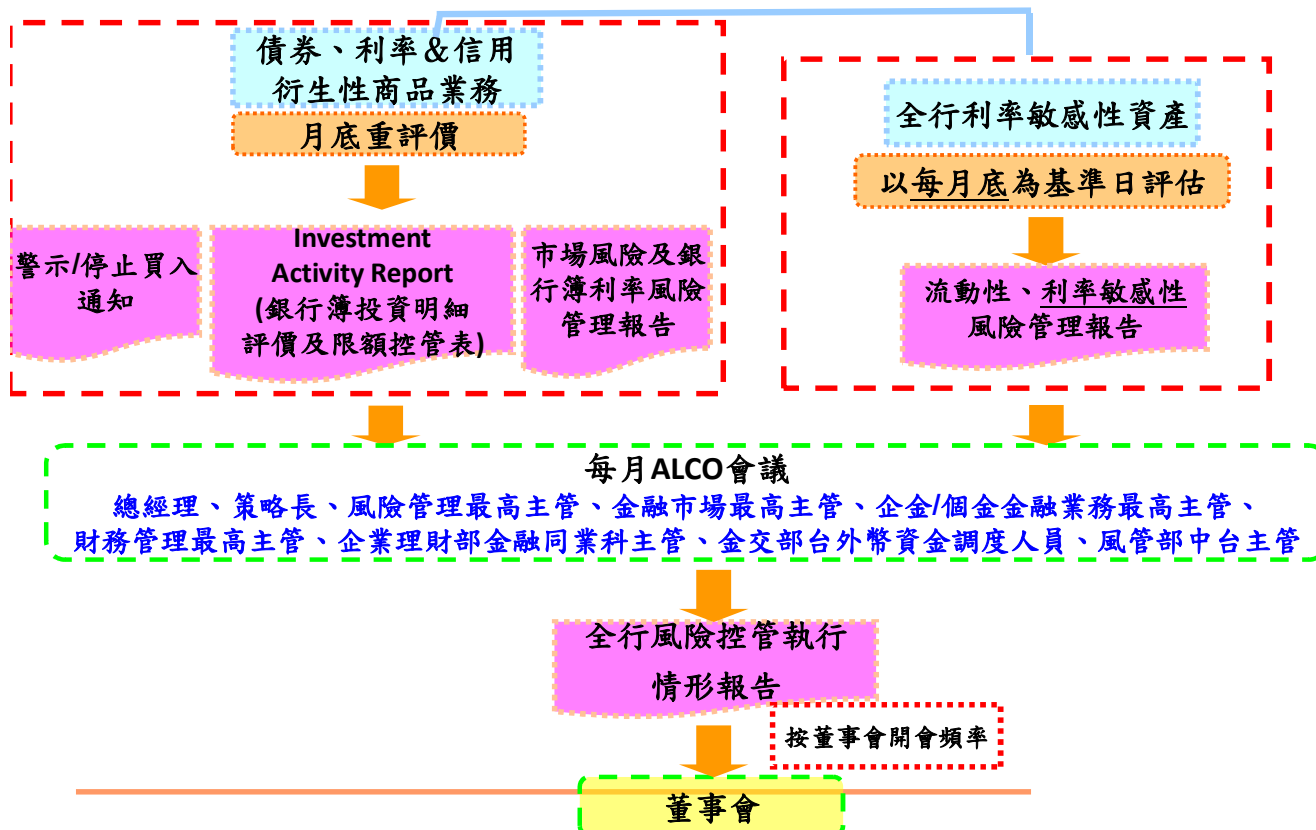 債券、利率＆信用
衍生性商品業務
月底重評價
警示/停止買入
通知
Investment
Activity Report
(銀行簿投資明細
評價及限額控管表)
市場風險及銀
行簿利率風險
管理報告
全行利率敏感性資產
以每月底為基準日評估
流動性、利率敏感性
風險管理報告
每月ALCO會議
總經理、策略長、風險管理最高主管、金融市場最高主管、企金/個金金融業務最高主管、
財務管理最高主管、企業理財部金融同業科主管、金交部台外幣資金調度人員、風管部中台主管
全行風險控管執行
情形報告
按董事會開會頻率
董事會